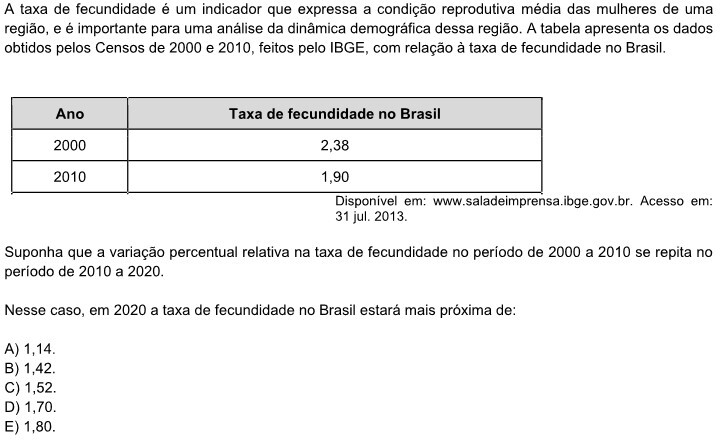 A taxa de fecundidade é um indicador que expressa a condição reprodutiva média das mulheres de uma
região, e é importante para uma análise da dinâmica demográfica dessa região. A tabela apresenta os dados
obtidos pelos Censos de 2000 e 2010, feitos pelo IBGE, com relação à taxa de fecundidade no Brasil.
Ano Taxa de fecundidade no Brasil
2000 2,38
2010 1,90
Disponível em: www.saladeimprensa.ibge.gov.br. Acesso em:
31 jul. 2013.
Suponha que a variação percentual relativa na taxa de fecundidade no período de 2000 a 2010 se repita no
período de 2010 a 2020.
Nesse caso, em 2020 a taxa de fecundidade no Brasil estará mais próxima de:
A) 1,14.
B) 1,42.
C) 1,52.
D) 1,70.
E) 1,80.